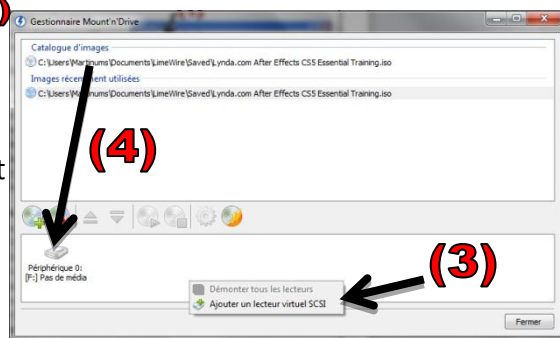 )
Gestionnaire Mount'n'Drive
Catalogue d'images
C:\Users\Martinums\Documents\LimeWire\Saved\Lynda.com After Effects CS5 Essential Training.iso
Images récemment utilisées
C:\Users\Martinums\Documents\LimeWire\Saved\Lynda.com After Effects CS5 Essential Training.iso
(4)
t
Périphérique 0:
[F:] Pas de média
Démonter tous les lecteurs
Ajouter un lecteur virtuel SCSI
(3)
Fermer